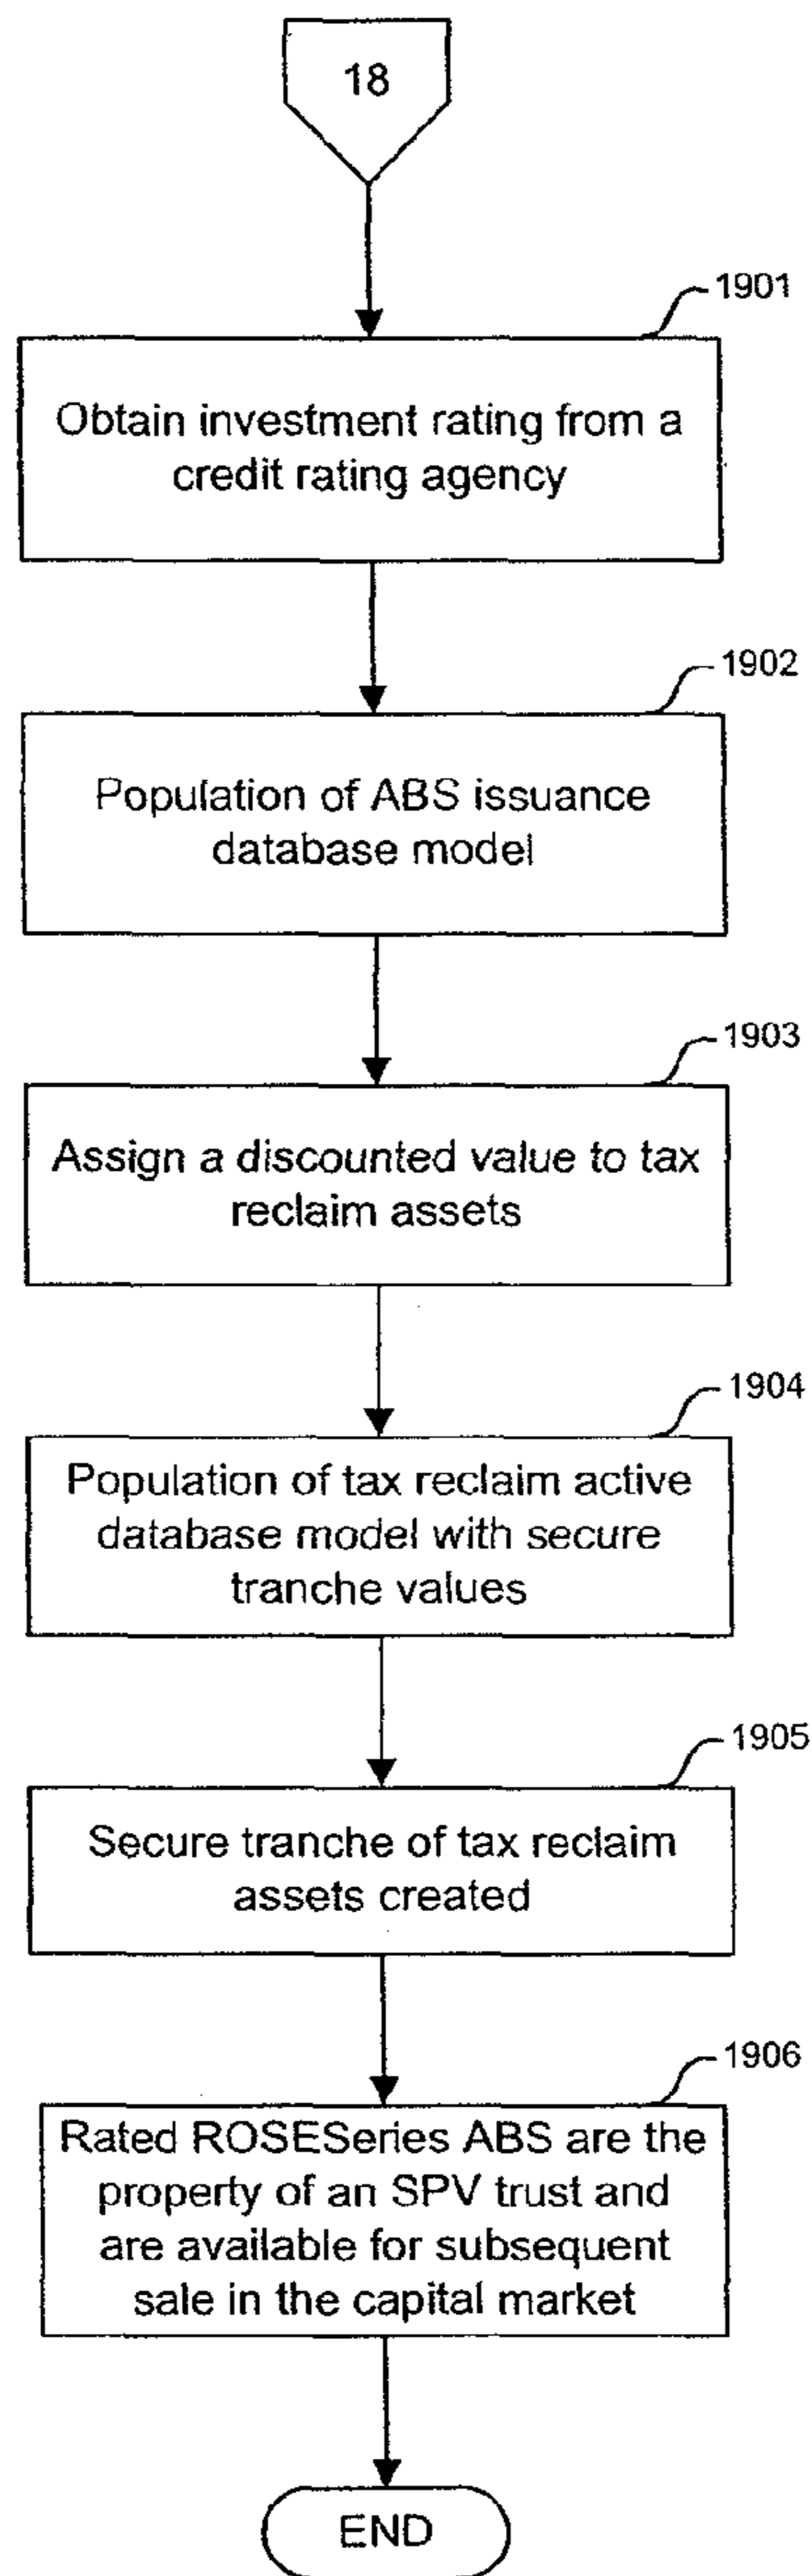 18
1901
Obtain investment rating from a
credit rating agency
1902
Population of ABS issuance
database model
1903
Assign a discounted value to tax
reclaim assets
1904
Population of tax reclaim active
database model with secure
tranche values
1905
Secure tranche of tax reclaim
assets created
1906
Rated ROSESeries ABS are the
property of an SPV trust and
are available for subsequent
sale in the capital market
END